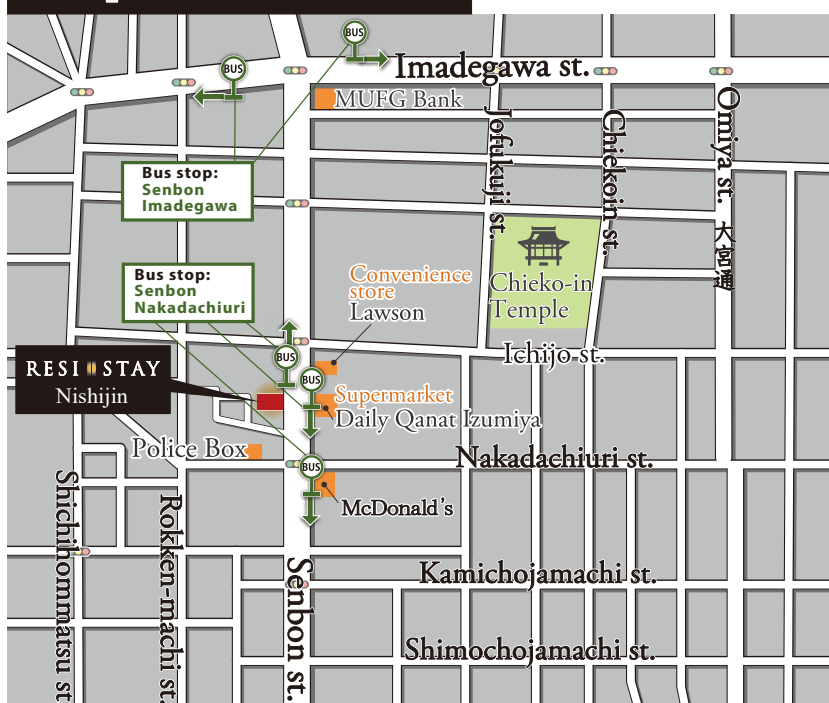 BUS
Imadegawa st.
BUS
MUFG Bank
Omiya st. 大宮通
Jofukuji st.
Chiekoin st.
Bus stop:
Senbon
Imadegawa
Chieko-in
Temple
Bus stop:
Senbon
Nakadachiuri
Convenience
store
Lawson
BUS
Ichijo st.
RESI STAY
Nishijin
BUS
Supermarket
Daily Qanat Izumiya
Police Box
BUS
Nakadachiuri st.
McDonald's
Shichihommatsu st
Rokken-machi st.
Senbon st.
Kamichojamachi st.
Shimochojamachi st.